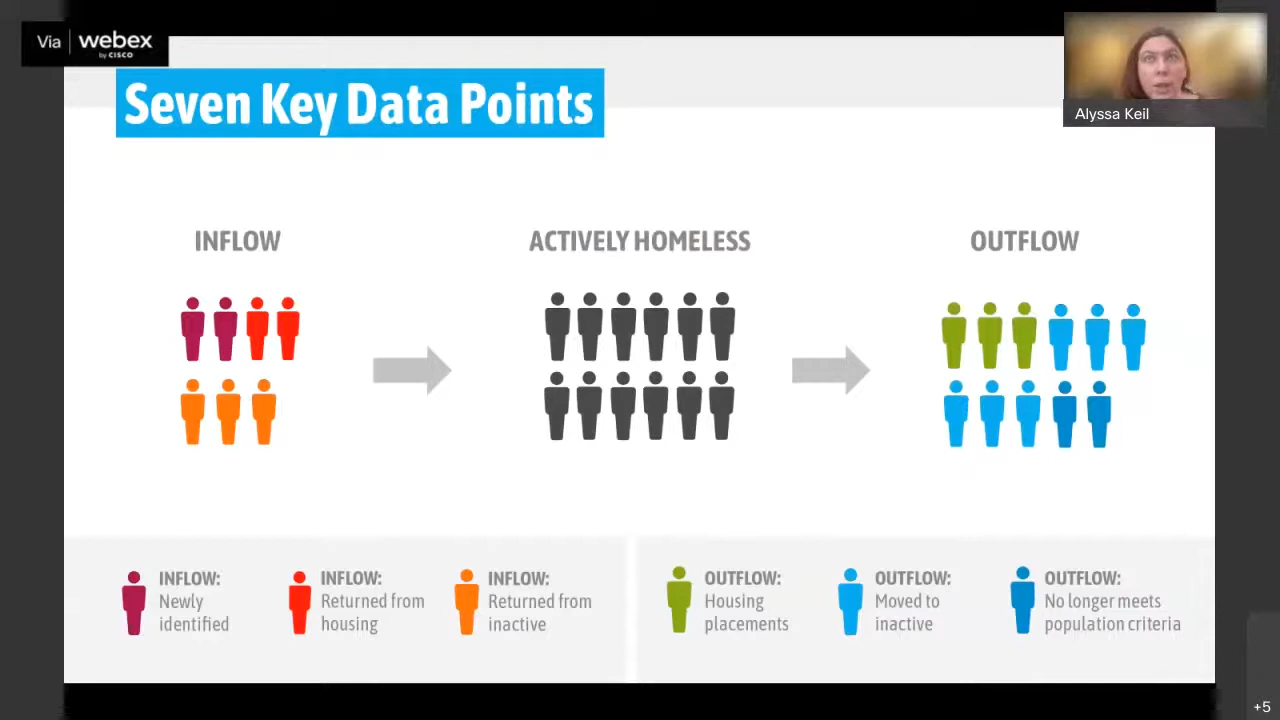 Via webex
by CISCO
Seven Key Data Points
Alyssa Keil
INFLOW
ACTIVELY HOMELESS
OUTFLOW
INFLOW:
Newly
identified
INFLOW:
Returned from
housing
INFLOW:
Returned from
inactive
OUTFLOW:
Housing
placements
OUTFLOW:
Moved to
inactive
OUTFLOW:
No longer meets
population criteria
+5